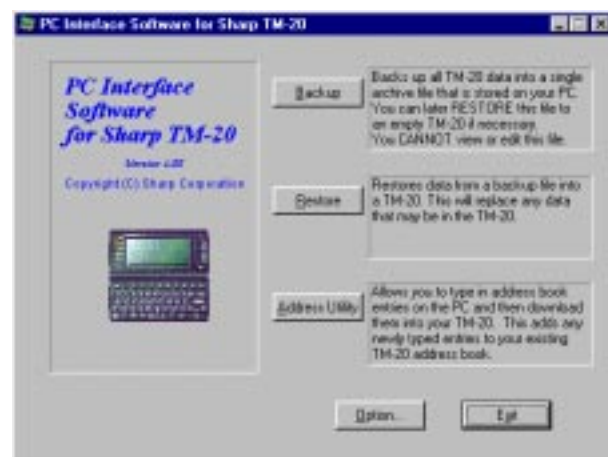 PC Interface Software for Sharp TM-20
PC Interface
Software
for Sharp TM-20
Version
Copyright(C) Sharp Corporation
Backup
Backs up all TM-20 data into a single
archive file that is stored on your PC.
You can later RESTORE this file to
an empty TM-20 if necessary.
You CANNOT view or edit this file.
Restore
Restores data from a backup file into
a TM-20. This will replace any data
that may be in the TM-20.
Address Utility
Allows you to type in address book
entries on the PC and then download
them into your TM-20. This adds any
newly typed entries to your existing
TM-20 address book.
Option...
Exit